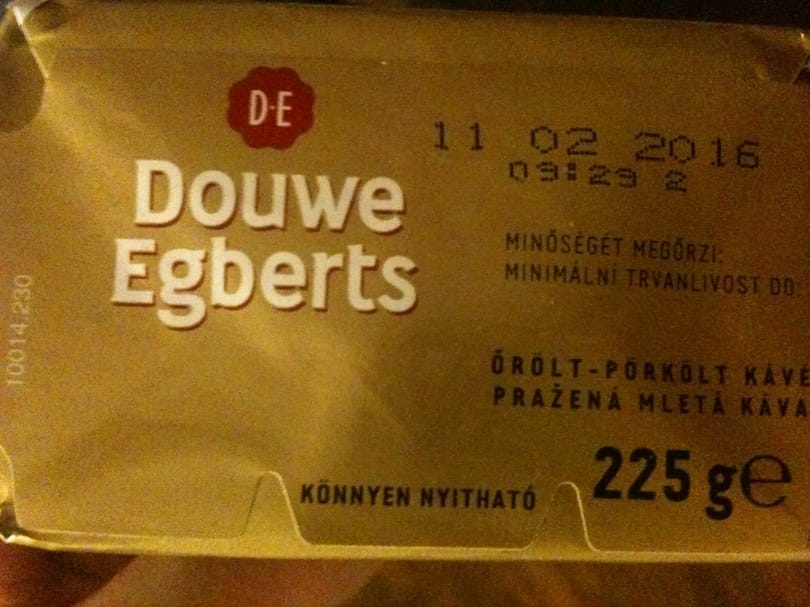 D·E
Douwe
Egberts
11 02 2016
09:29 2
MINŐSÉGÉT MEGŐRZI:
MINIMÁLNÍ TRVANLIVOST DO:
ŐRÖLT-PÖRKÖLT KÁVÉ
PRAŽENÁ MLETÁ KÁVA
225 g℮
KÖNNYEN NYITHATÓ
10014.230